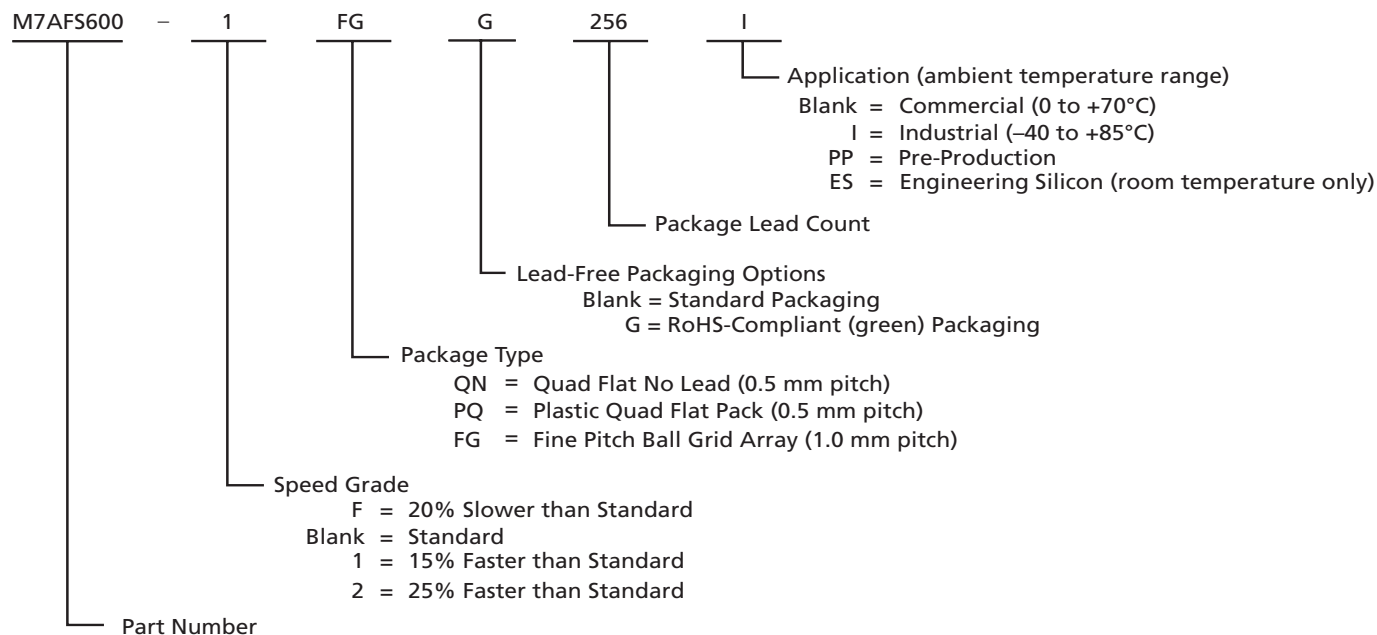 M7AFS600 – 1 FG G 256 I
Application (ambient temperature range)
Blank = Commercial (0 to +70°C)
I = Industrial (–40 to +85°C)
PP = Pre-Production
ES = Engineering Silicon (room temperature only)
Package Lead Count
Lead-Free Packaging Options
Blank = Standard Packaging
G = RoHS-Compliant (green) Packaging
Package Type
QN = Quad Flat No Lead (0.5 mm pitch)
PQ = Plastic Quad Flat Pack (0.5 mm pitch)
FG = Fine Pitch Ball Grid Array (1.0 mm pitch)
Speed Grade
F = 20% Slower than Standard
Blank = Standard
1 = 15% Faster than Standard
2 = 25% Faster than Standard
Part Number